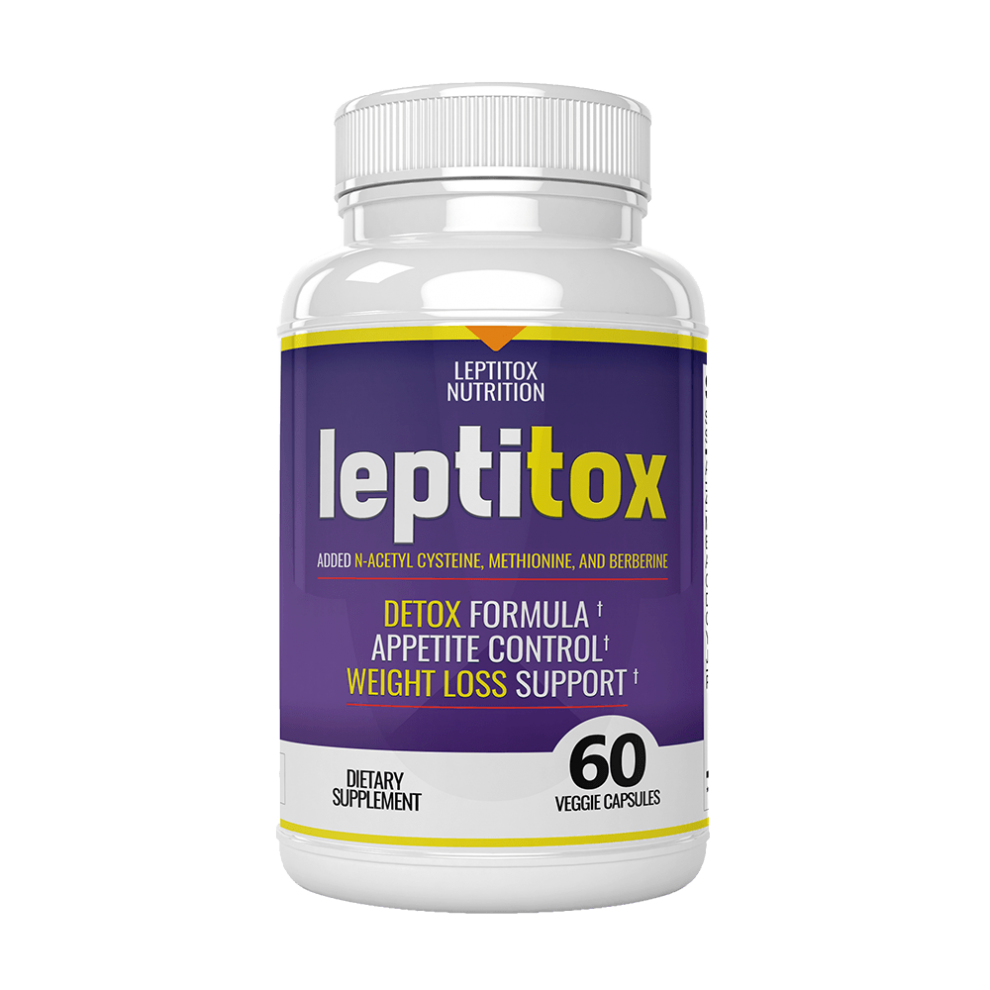 LEPTITOX
NUTRITION
leptitox
ADDED N-ACETYL CYSTEINE, METHIONINE, AND BERBERINE
DETOX FORMULA †
APPETITE CONTROL†
WEIGHT LOSS SUPPORT †
DIETARY
SUPPLEMENT
60
VEGGIE CAPSULES